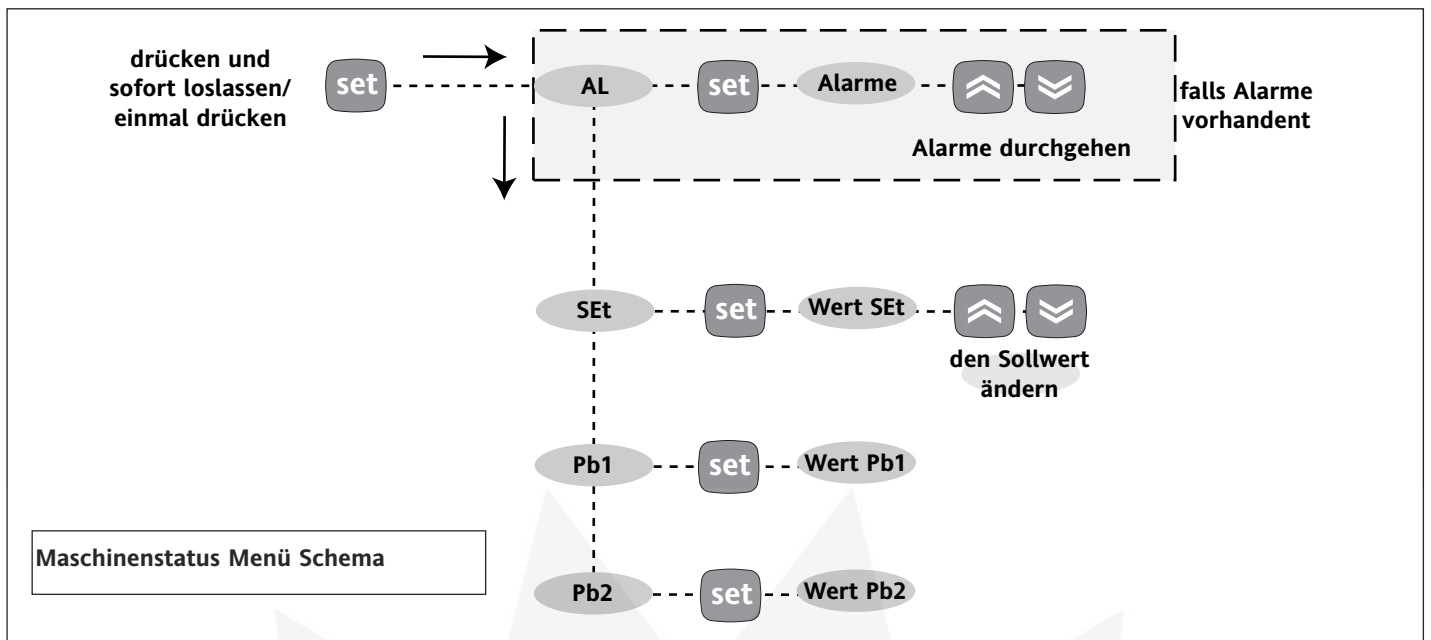 drücken und
sofort loslassen/
einmal drücken
set
AL
set
Alarme
Alarme durchgehen
falls Alarme
vorhandent
SEt
set
Wert SEt
den Sollwert
ändern
Pb1
set
Wert Pb1
Maschinenstatus Menü Schema
Pb2
set
Wert Pb2